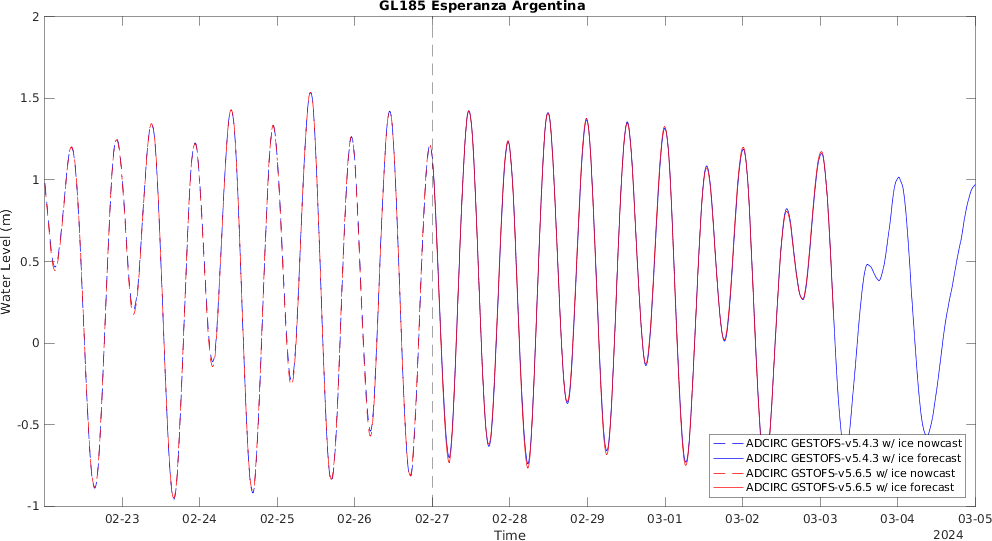 GL185 Esperanza Argentina
2
1.5
1
0.5
0
-0.5
-1
Water Level (m)
ADCIRC GESTOFS-v5.4.3 w/ ice nowcast
ADCIRC GESTOFS-v5.4.3 w/ ice forecast
ADCIRC GSTOFS-v5.6.5 w/ ice nowcast
ADCIRC GSTOFS-v5.6.5 w/ ice forecast
02-23 02-24 02-25 02-26 02-27 02-28 02-29 03-01 03-02 03-03 03-04 03-05
Time 2024